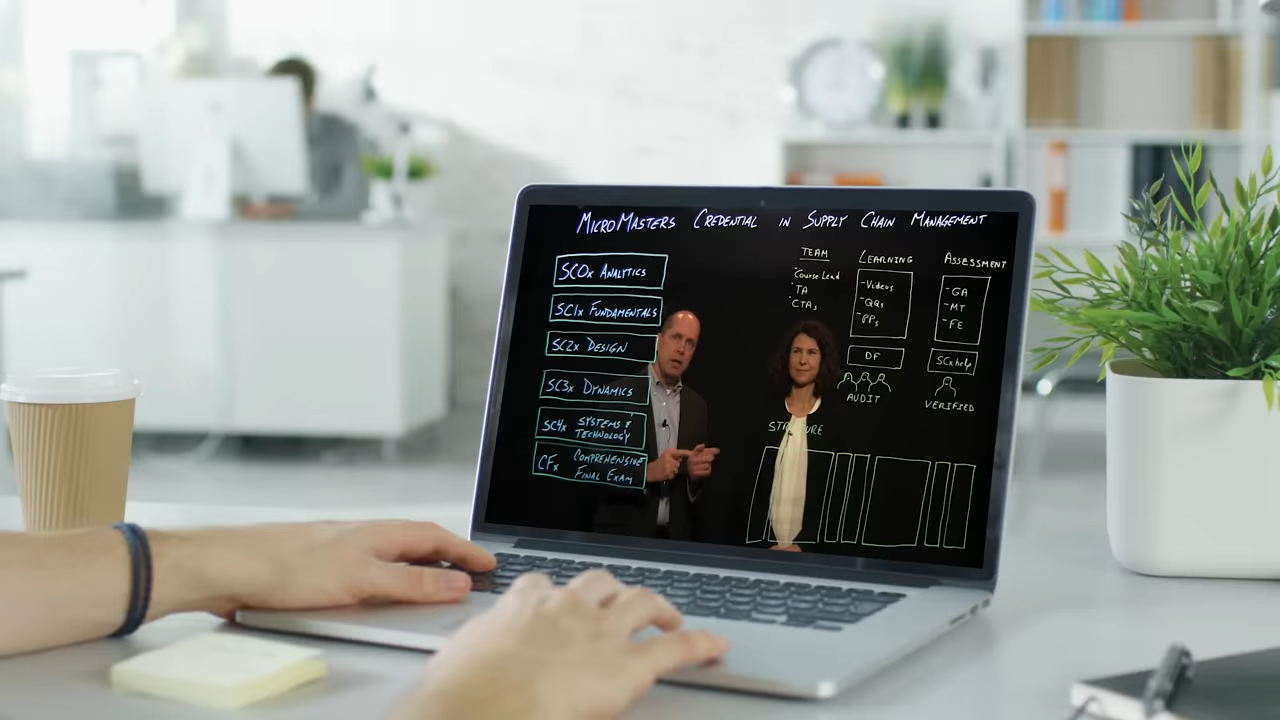 MICROMASTERS CREDENTIAL IN SUPPLY CHAIN MANAGEMENT
SC0x ANALYTICS
SC1x FUNDAMENTALS
SC2x DESIGN
SC3x DYNAMICS
SC4x SYSTEMS &
TECHNOLOGY
CFx COMPREHENSIVE
FINAL EXAM
TEAM
Course Lead
TA
CTAs
LEARNING
-Videos
-QQs
-PPs
DF
AUDIT
ASSESSMENT
-GA
-MT
-FE
SCxhelp
VERIFIED